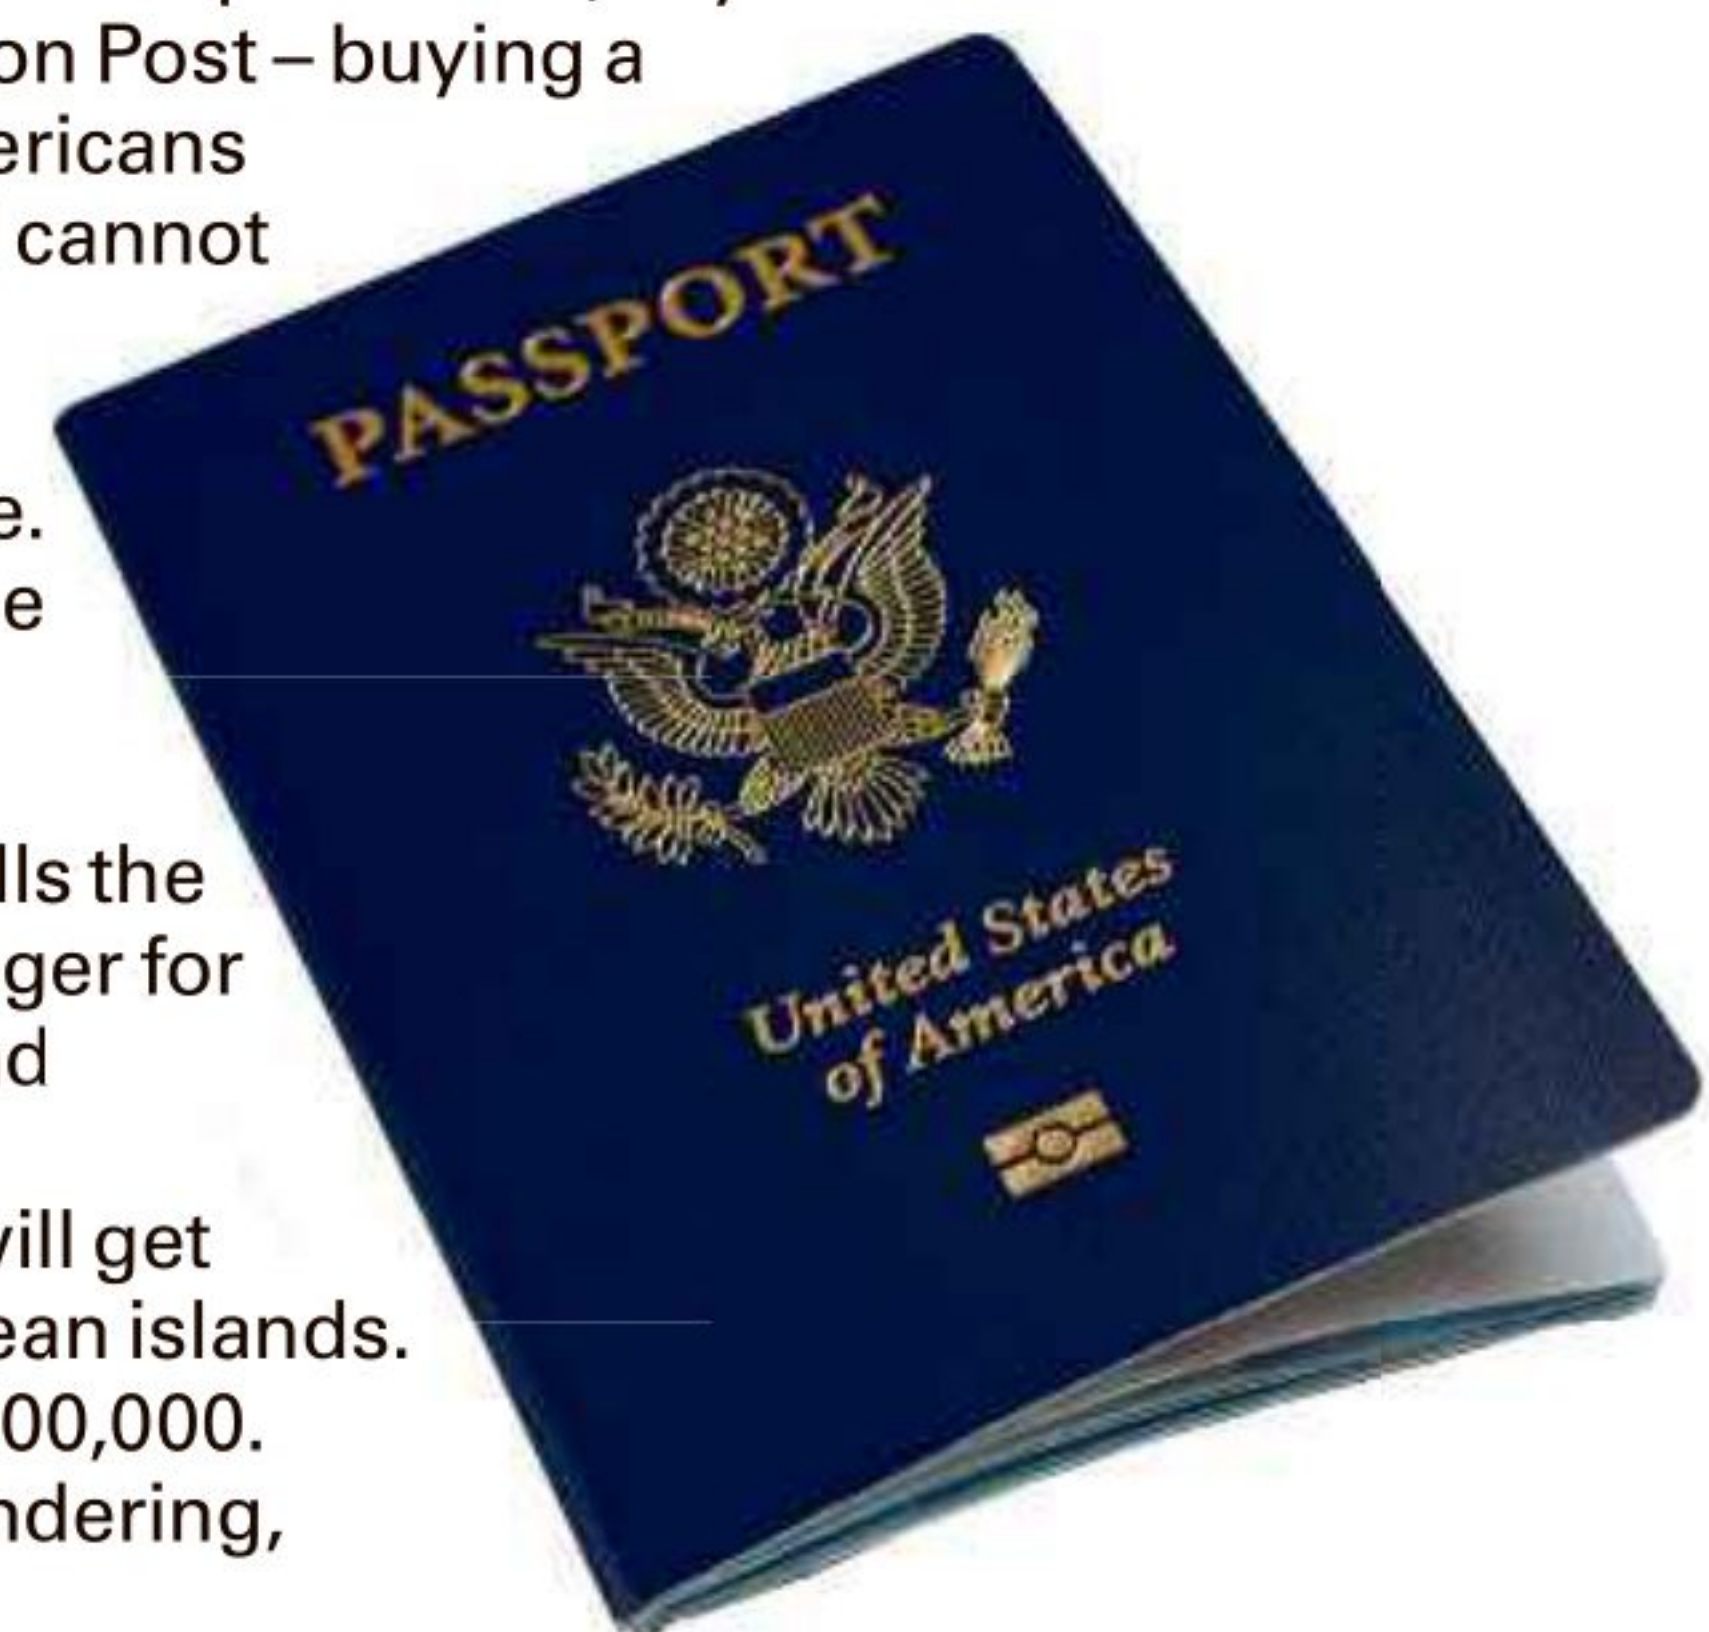 on Post – buying a
ericans
cannot
e.
e
lls the
ger for
d
vill get
ean islands.
00,000.
ndering,
PASSPORT
United States
of America